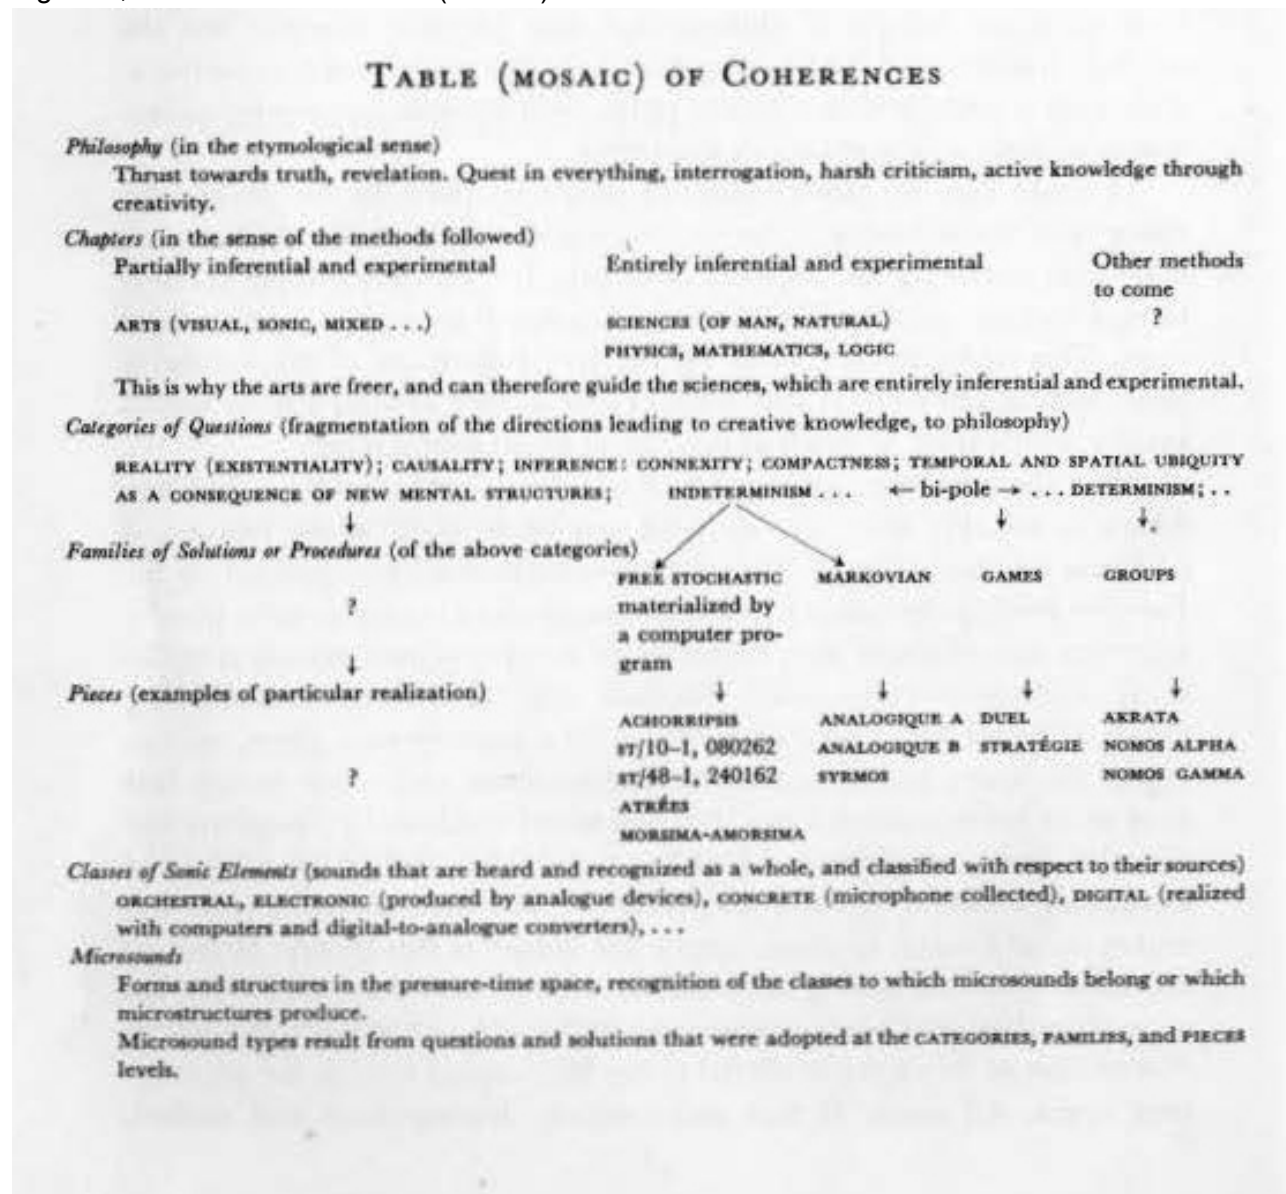 TABLE (MOSAIC) OF COHERENCES
Philosophy (in the etymological sense)
Thrust towards truth, revelation. Quest in everything, interrogation, harsh criticism, active knowledge through
creativity.
Chapters (in the sense of the methods followed)
Partially inferential and experimental Entirely inferential and experimental Other methods
to come
ARTS (VISUAL, SONIC, MIXED . . .) SCIENCES (OF MAN, NATURAL) ?
PHYSICS, MATHEMATICS, LOGIC
This is why the arts are freer, and can therefore guide the sciences, which are entirely inferential and experimental.
Categories of Questions (fragmentation of the directions leading to creative knowledge, to philosophy)
REALITY (EXISTENTIALITY); CAUSALITY; INFERENCE: CONNEXITY; COMPACTNESS; TEMPORAL AND SPATIAL UBIQUITY
AS A CONSEQUENCE OF NEW MENTAL STRUCTURES; INDETERMINISM . . . ← bi-pole → . . . DETERMINISM; . .
↓ ↓ ↓
Families of Solutions or Procedures (of the above categories)
FREE STOCHASTIC MARKOVIAN GAMES GROUPS
? materialized by
a computer pro-
gram
↓
Pieces (examples of particular realization) ↓ ↓ ↓ ↓
ACHORRIPSIS ANALOGIQUE A DUEL AKRATA
ST/10–1, 080262 ANALOGIQUE B STRATÉGIE NOMOS ALPHA
? ST/48–1, 240162 SYRMOS NOMOS GAMMA
ATRÉES
MORSIMA-AMORSIMA
Classes of Sonic Elements (sounds that are heard and recognized as a whole, and classified with respect to their sources)
ORCHESTRAL, ELECTRONIC (produced by analogue devices), CONCRETE (microphone collected), DIGITAL (realized
with computers and digital-to-analogue converters), . . .
Microsounds
Forms and structures in the pressure-time space, recognition of the classes to which microsounds belong or which
microstructures produce.
Microsound types result from questions and solutions that were adopted at the CATEGORIES, FAMILIES, and PIECES
levels.